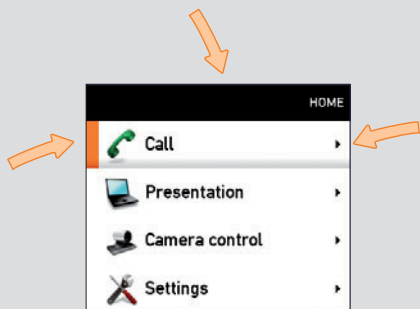 HOME
Call
Presentation
Camera control
Settings